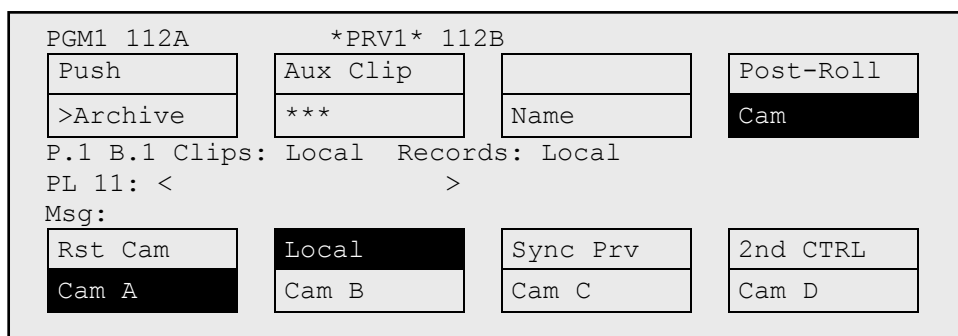 PGM1 112A *PRV1* 112B
Push Aux Clip Post-Roll
>Archive *** Name Cam
P.1 B.1 Clips: Local Records: Local
PL 11: < >
Msg:
Rst Cam Local Sync Prv 2nd CTRL
Cam A Cam B Cam C Cam D